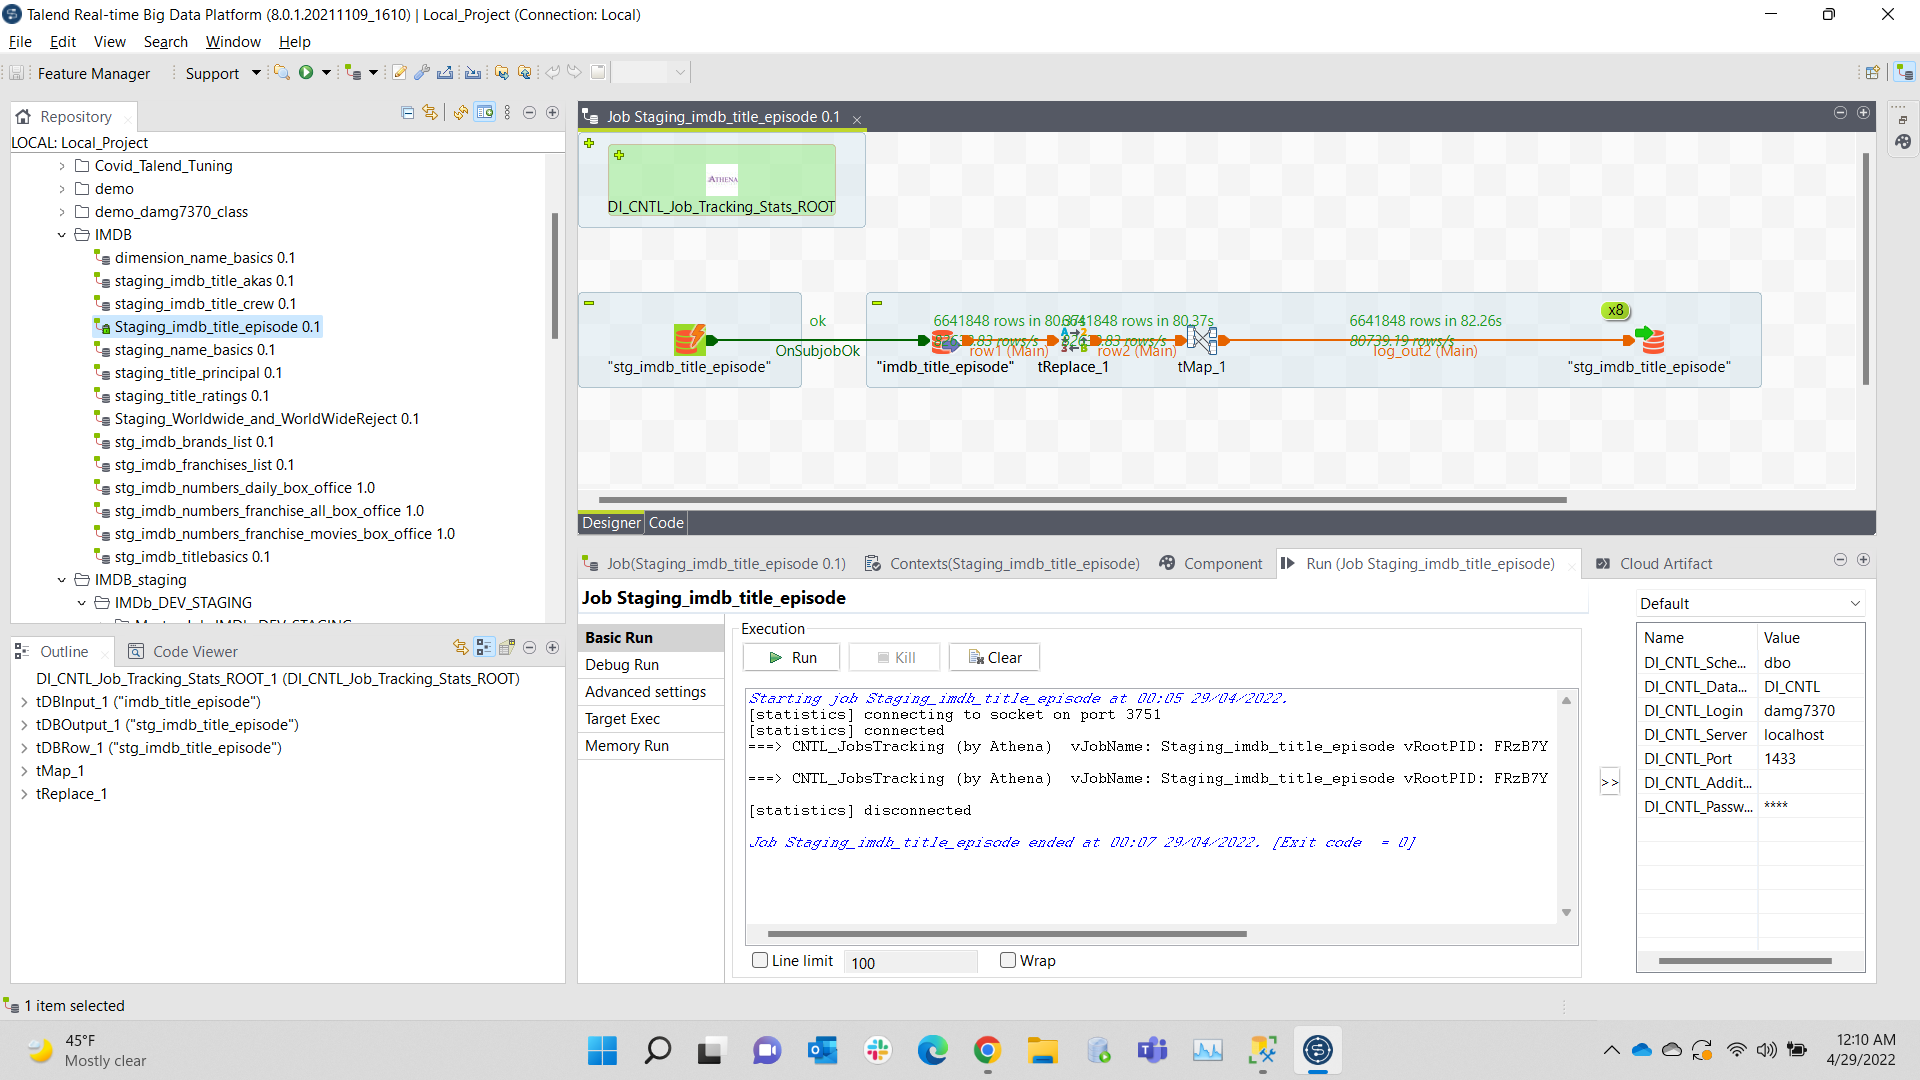 Talend Real-time Big Data Platform (8.0.1.20211109_1610) | Local_Project (Connection: Local)
File Edit View Search Window Help
Feature Manager Support
Repository
LOCAL: Local_Project
Covid_Talend_Tuning
demo
demo_damg7370_class
IMDB
dimension_name_basics 0.1
staging_imdb_title_akas 0.1
staging_imdb_title_crew 0.1
Staging_imdb_title_episode 0.1
staging_name_basics 0.1
staging_title_principal 0.1
staging_title_ratings 0.1
Staging_Worldwide_and_WorldWideReject 0.1
stg_imdb_brands_list 0.1
stg_imdb_franchises_list 0.1
stg_imdb_numbers_daily_box_office 1.0
stg_imdb_numbers_franchise_all_box_office 1.0
stg_imdb_numbers_franchise_movies_box_office 1.0
stg_imdb_titlebasics 0.1
IMDB_staging
IMDb_DEV_STAGING
Outline Code Viewer
DI_CNTL_Job_Tracking_Stats_ROOT_1 (DI_CNTL_Job_Tracking_Stats_ROOT)
tDBInput_1 ("imdb_title_episode")
tDBOutput_1 ("stg_imdb_title_episode")
tDBRow_1 ("stg_imdb_title_episode")
tMap_1
tReplace_1
Job Staging_imdb_title_episode 0.1
ATHENA
DI_CNTL_Job_Tracking_Stats_ROOT
x8
ok 6641848 rows in 80.37s 6641848 rows in 80.37s 6641848 rows in 82.26s
80739.19 rows/s
OnSubjobOk row1 (Main) row2 (Main) log_out2 (Main)
"stg_imdb_title_episode" "imdb_title_episode" tReplace_1 tMap_1 "stg_imdb_title_episode"
Designer Code
Job(Staging_imdb_title_episode 0.1) Contexts(Staging_imdb_title_episode) Component Run (Job Staging_imdb_title_episode) Cloud Artifact
Job Staging_imdb_title_episode
Basic Run
Debug Run
Advanced settings
Target Exec
Memory Run
Execution
Run Kill Clear
Starting job Staging_imdb_title_episode at 00:05 29/04/2022.
[statistics] connecting to socket on port 3751
[statistics] connected
===> CNTL_JobsTracking (by Athena) vJobName: Staging_imdb_title_episode vRootPID: FRzB7Y
===> CNTL_JobsTracking (by Athena) vJobName: Staging_imdb_title_episode vRootPID: FRzB7Y
[statistics] disconnected
Job Staging_imdb_title_episode ended at 00:07 29/04/2022. [Exit code = 0]
Line limit 100 Wrap
>>
Default
Name Value
DI_CNTL_Sche... dbo
DI_CNTL_Data... DI_CNTL
DI_CNTL_Login damg7370
DI_CNTL_Server localhost
DI_CNTL_Port 1433
DI_CNTL_Addit...
DI_CNTL_Passw... ****
1 item selected
45°F
Mostly clear
12:10 AM
4/29/2022